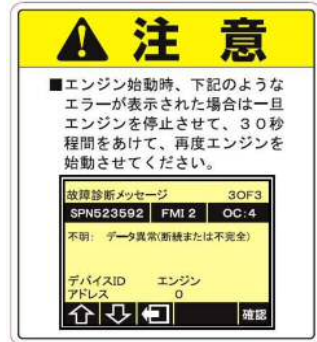 注意
■エンジン始動時、下記のような
エラーが表示された場合は一旦
エンジンを停止させて、３０秒
程間をあけて、再度エンジンを
始動させてください。
故障診断メッセージ 3OF3
SPN523592 FMI 2 OC:4
不明: データ異常(断続または不完全)
デバイスID エンジン
アドレス 0
確認